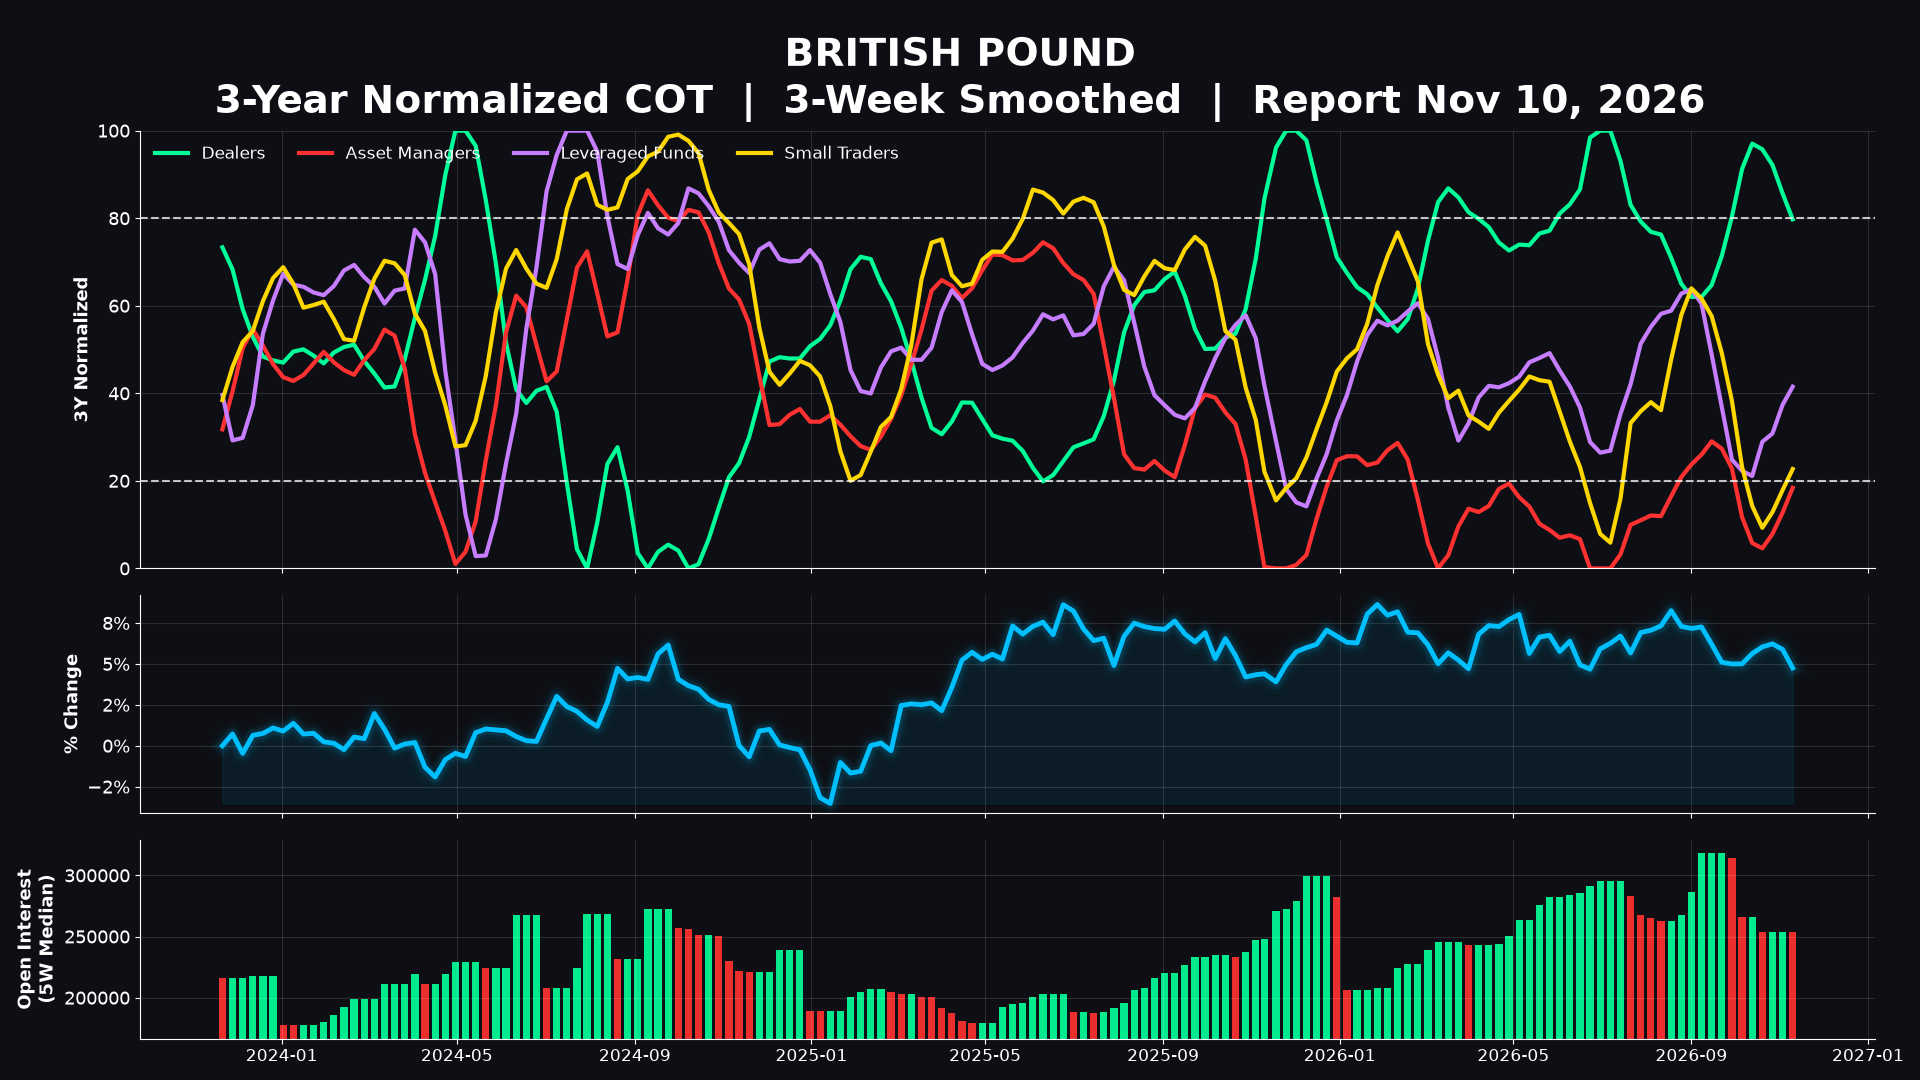 BRITISH POUND
3-Year Normalized COT | 3-Week Smoothed | Report Nov 10, 2026
Dealers
Asset Managers
Leveraged Funds
Small Traders
3Y Normalized
100
80
60
40
20
0
% Change
8%
5%
2%
0%
−2%
Open Interest
(5W Median)
300000
250000
200000
2024-01
2024-05
2024-09
2025-01
2025-05
2025-09
2026-01
2026-05
2026-09
2027-01